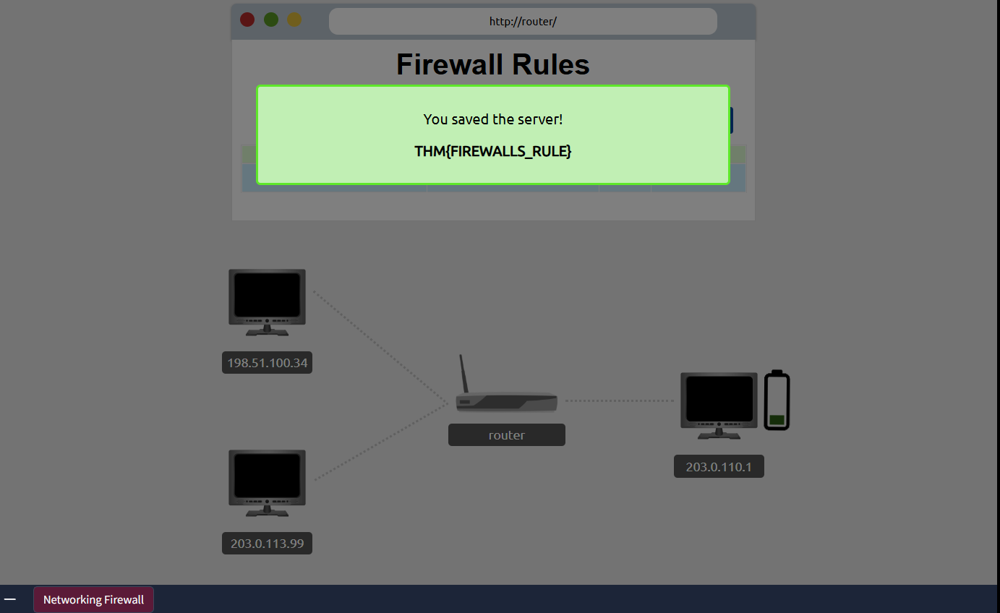 http://router/
Firewall Rules
You saved the server!
THM{FIREWALLS_RULE}
198.51.100.34
router
203.0.110.1
203.0.113.99
Networking Firewall